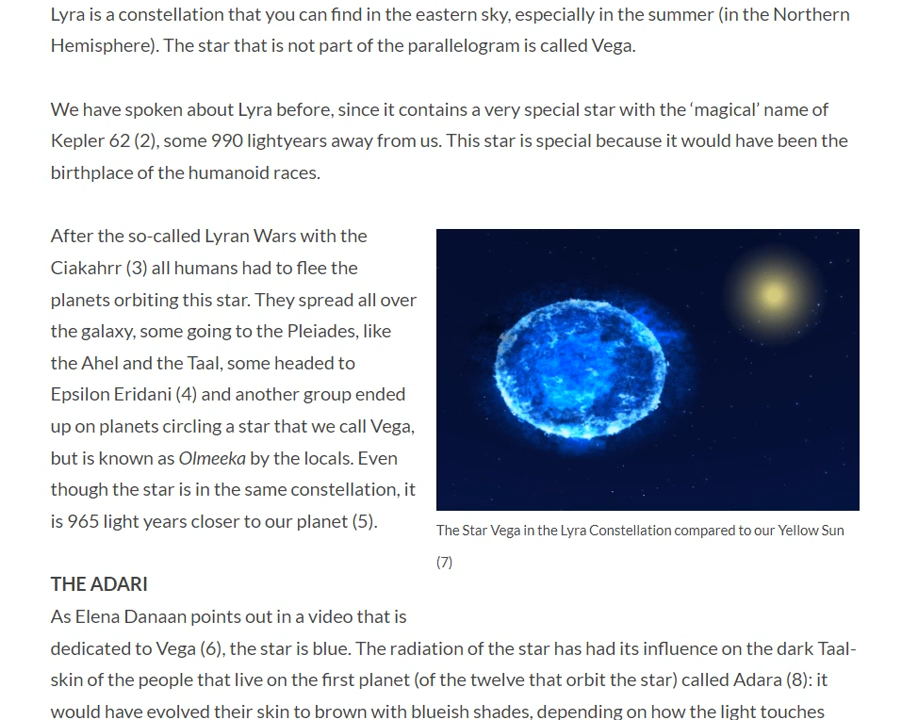 Lyra is a constellation that you can find in the eastern sky, especially in the summer (in the Northern
Hemisphere). The star that is not part of the parallelogram is called Vega.
We have spoken about Lyra before, since it contains a very special star with the ‘magical’ name of
Kepler 62 (2), some 990 lightyears away from us. This star is special because it would have been the
birthplace of the humanoid races.
After the so-called Lyran Wars with the
Ciakahrr (3) all humans had to flee the
planets orbiting this star. They spread all over
the galaxy, some going to the Pleiades, like
the Ahel and the Taal, some headed to
Epsilon Eridani (4) and another group ended
up on planets circling a star that we call Vega,
but is known as Olmeeka by the locals. Even
though the star is in the same constellation, it
is 965 light years closer to our planet (5).
The Star Vega in the Lyra Constellation compared to our Yellow Sun
(7)
THE ADARI
As Elena Danaan points out in a video that is
dedicated to Vega (6), the star is blue. The radiation of the star has had its influence on the dark Taal-
skin of the people that live on the first planet (of the twelve that orbit the star) called Adara (8): it
would have evolved their skin to brown with blueish shades, depending on how the light touches